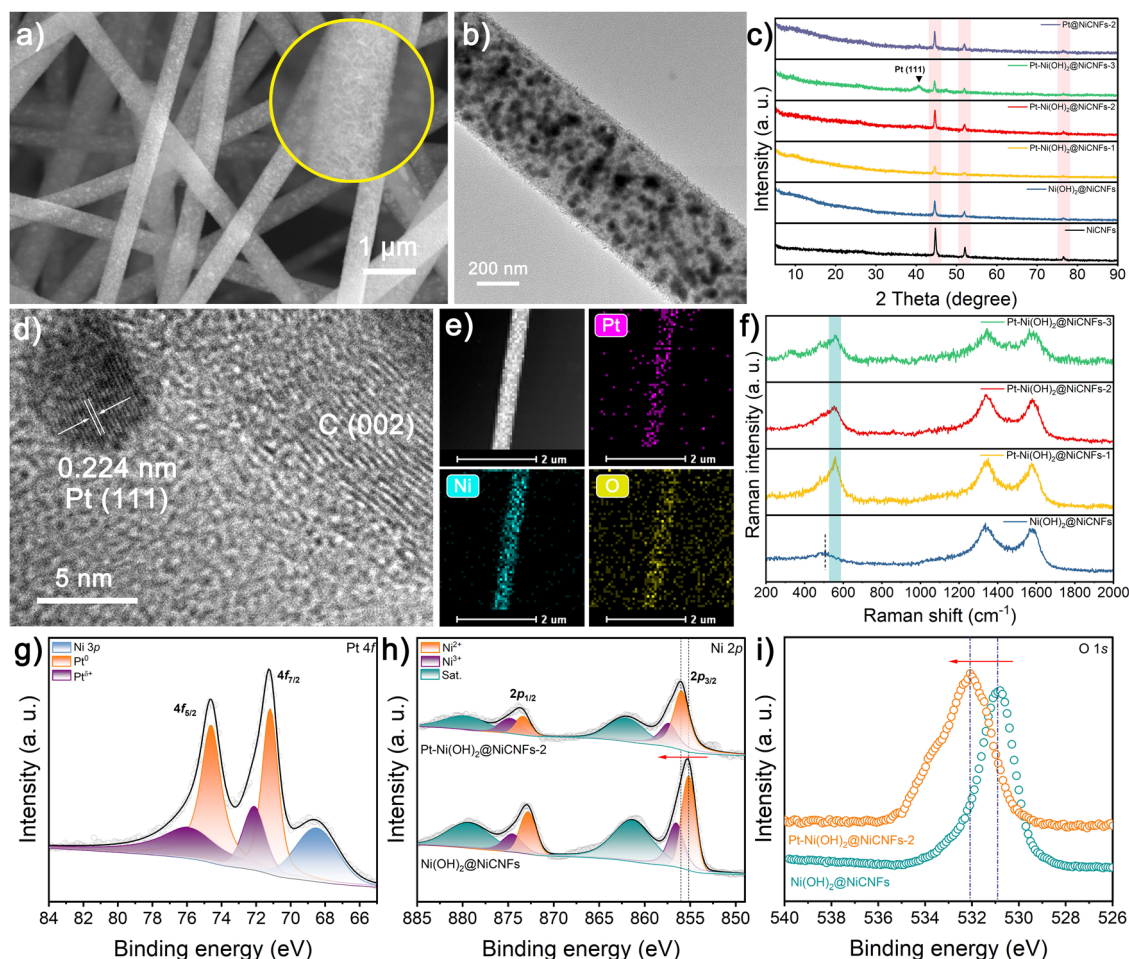 a)
1 μm
b)
200 nm
c)
Intensity (a. u.)
Pt@NiCNFs-2
Pt (111)
Pt-Ni(OH)₂@NiCNFs-3
Pt-Ni(OH)₂@NiCNFs-2
Pt-Ni(OH)₂@NiCNFs-1
Ni(OH)₂@NiCNFs
NiCNFs
10 20 30 40 50 60 70 80 90
2 Theta (degree)
d)
C (002)
0.224 nm
Pt (111)
5 nm
e)
Pt
2 um
2 um
Ni
O
2 um
2 um
f)
Raman intensity (a. u.)
Pt-Ni(OH)₂@NiCNFs-3
Pt-Ni(OH)₂@NiCNFs-2
Pt-Ni(OH)₂@NiCNFs-1
Ni(OH)₂@NiCNFs
200 400 600 800 1000 1200 1400 1600 1800 2000
Raman shift (cm⁻¹)
g)
Ni 3p
Pt⁰
Ptᵟ⁺
Pt 4f
4f₇/₂
4f₅/₂
Intensity (a. u.)
84 82 80 78 76 74 72 70 68 66
Binding energy (eV)
h)
Ni²⁺
Ni³⁺
Sat.
Ni 2p
2p₁/₂
2p₃/₂
Pt-Ni(OH)₂@NiCNFs-2
Ni(OH)₂@NiCNFs
Intensity (a. u.)
885 880 875 870 865 860 855 850
Binding energy (eV)
i)
O 1s
Intensity (a. u.)
Pt-Ni(OH)₂@NiCNFs-2
Ni(OH)₂@NiCNFs
540 538 536 534 532 530 528 526
Binding energy (eV)